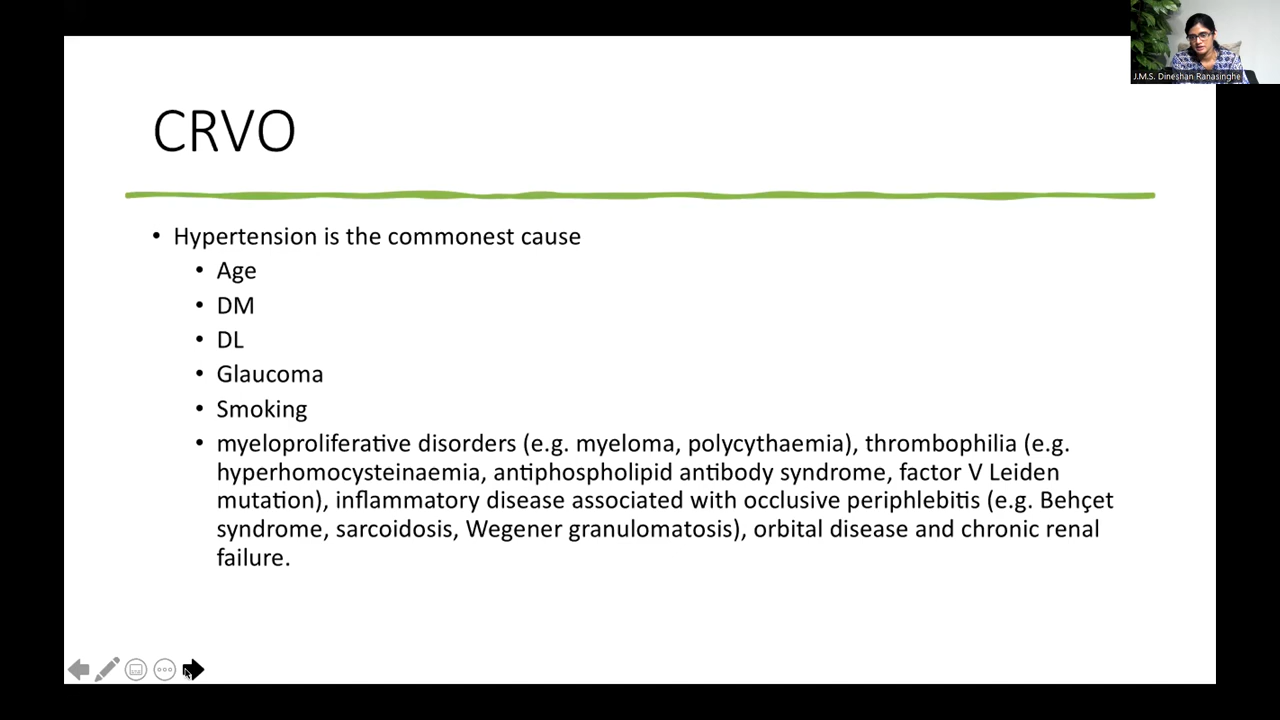 J.M.S. Dineshan Ranasinghe
CRVO
• Hypertension is the commonest cause
• Age
• DM
• DL
• Glaucoma
• Smoking
• myeloproliferative disorders (e.g. myeloma, polycythaemia), thrombophilia (e.g.
hyperhomocysteinaemia, antiphospholipid antibody syndrome, factor V Leiden
mutation), inflammatory disease associated with occlusive periphlebitis (e.g. Behçet
syndrome, sarcoidosis, Wegener granulomatosis), orbital disease and chronic renal
failure.